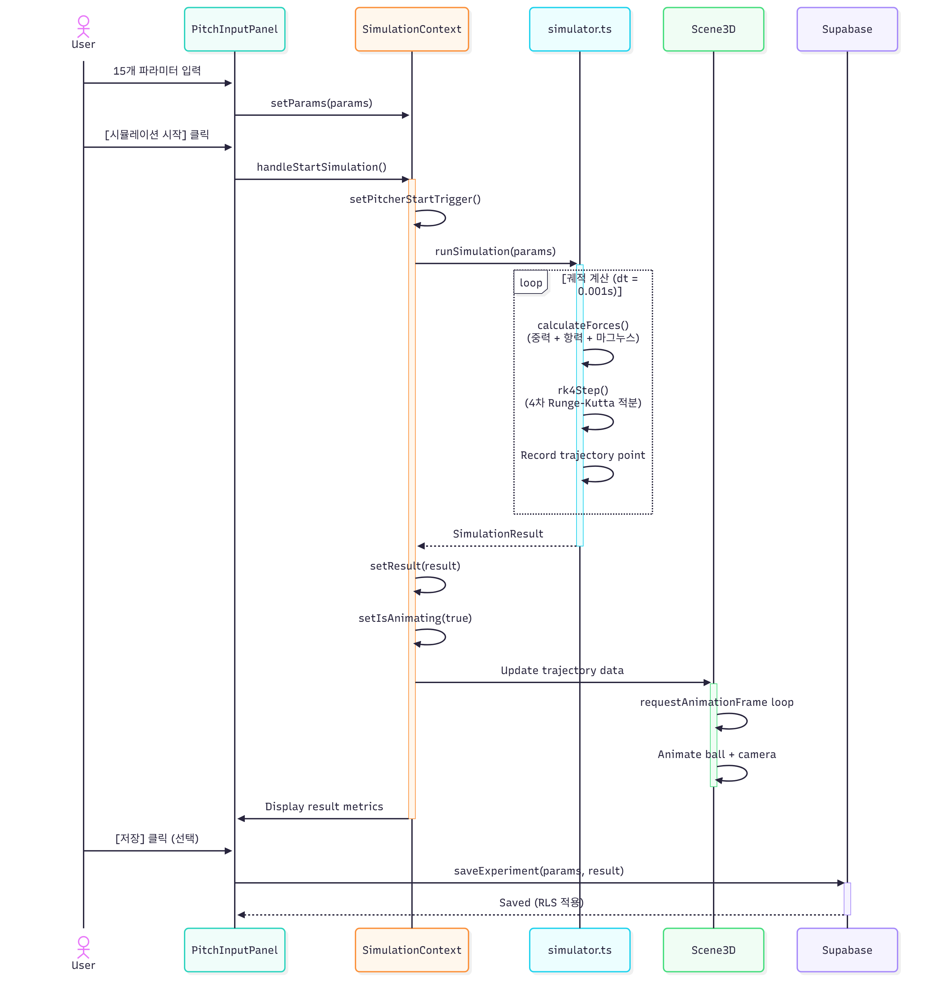 User
PitchInputPanel
SimulationContext
simulator.ts
Scene3D
Supabase
15개 파라미터 입력
setParams(params)
[시뮬레이션 시작] 클릭
handleStartSimulation()
setPitcherStartTrigger()
runSimulation(params)
loop
[궤적 계산 (dt =
0.001s)]
calculateForces()
(중력 + 항력 + 마그누스)
rk4Step()
(4차 Runge-Kutta 적분)
Record trajectory point
SimulationResult
setResult(result)
setIsAnimating(true)
Update trajectory data
requestAnimationFrame loop
Animate ball + camera
Display result metrics
[저장] 클릭 (선택)
saveExperiment(params, result)
Saved (RLS 적용)
User
PitchInputPanel
SimulationContext
simulator.ts
Scene3D
Supabase